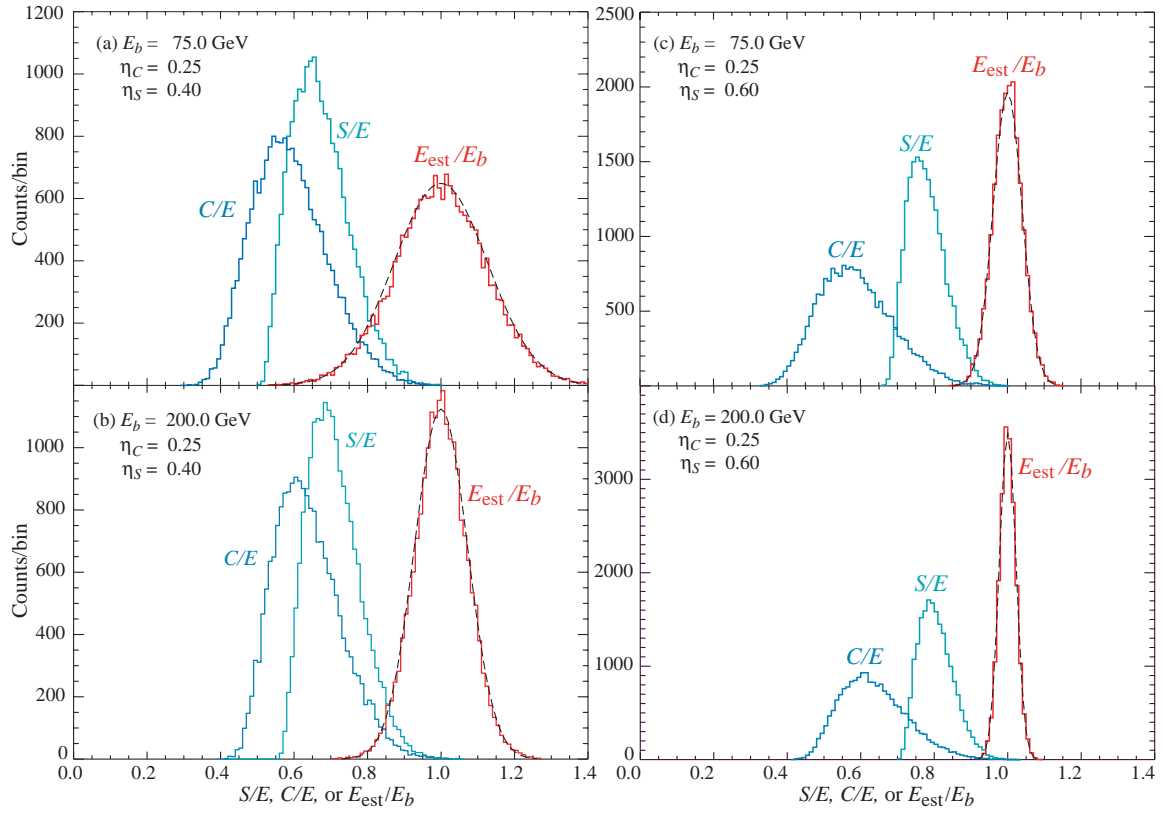 (a) E_b = 75.0 GeV
η_C = 0.25
η_S = 0.40
S/E
C/E
E_est/E_b
Counts/bin
1000
800
600
400
200
(b) E_b = 200.0 GeV
η_C = 0.25
η_S = 0.40
S/E
C/E
E_est/E_b
Counts/bin
1000
800
600
400
200
0
0.0 0.2 0.4 0.6 0.8 1.0 1.2 1.4
S/E, C/E, or E_est/E_b
(c) E_b = 75.0 GeV
η_C = 0.25
η_S = 0.60
E_est/E_b
S/E
C/E
2500
2000
1500
1000
500
0
(d) E_b = 200.0 GeV
η_C = 0.25
η_S = 0.60
E_est/E_b
S/E
C/E
3000
2000
1000
0
0.0 0.2 0.4 0.6 0.8 1.0 1.2 1.4
S/E, C/E, or E_est/E_b